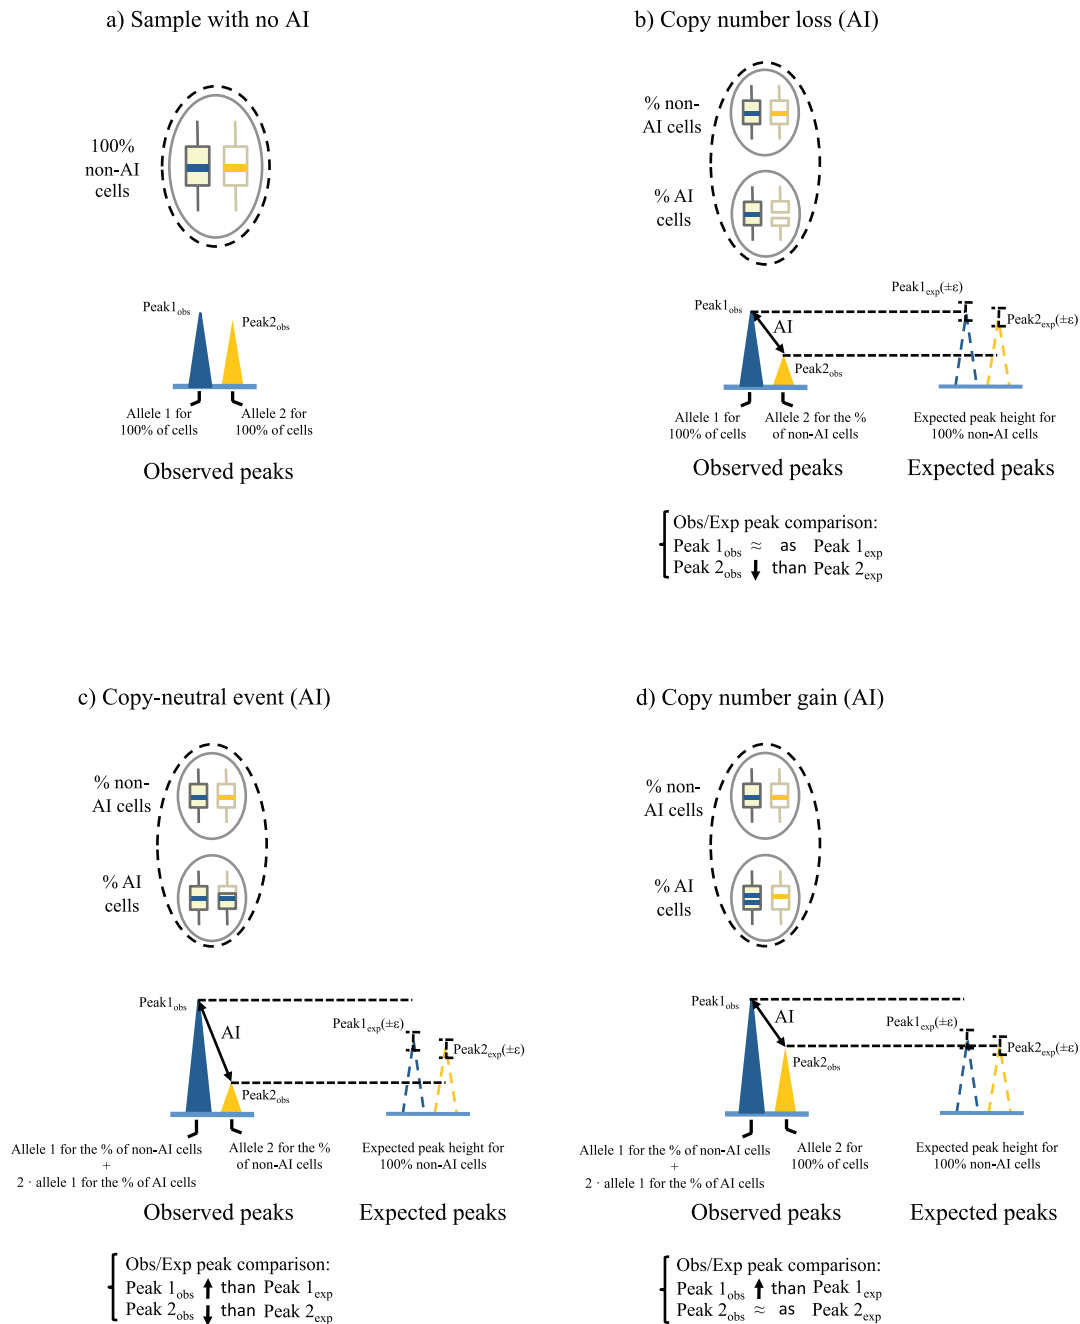 a) Sample with no AI
100%
non-AI
cells
Peak1obs
Peak2obs
Allele 1 for
100% of cells
Allele 2 for
100% of cells
Observed peaks
b) Copy number loss (AI)
% non-
AI cells
% AI
cells
Peak1obs
AI
Peak2obs
Peak1exp(±ε)
Peak2exp(±ε)
Allele 1 for
100% of cells
Allele 2 for the %
of non-AI cells
Expected peak height for
100% non-AI cells
Observed peaks
Expected peaks
Obs/Exp peak comparison:
Peak 1obs ≈ as Peak 1exp
Peak 2obs ↓ than Peak 2exp
c) Copy-neutral event (AI)
% non-
AI cells
% AI
cells
Peak1obs
AI
Peak2obs
Peak1exp(±ε)
Peak2exp(±ε)
Allele 1 for the % of non-AI cells
+
2 · allele 1 for the % of AI cells
Allele 2 for the %
of non-AI cells
Expected peak height for
100% non-AI cells
Observed peaks
Expected peaks
Obs/Exp peak comparison:
Peak 1obs ↑ than Peak 1exp
Peak 2obs ↓ than Peak 2exp
d) Copy number gain (AI)
% non-
AI cells
% AI
cells
Peak1obs
AI
Peak2obs
Peak1exp(±ε)
Peak2exp(±ε)
Allele 1 for the % of non-AI cells
+
2 · allele 1 for the % of AI cells
Allele 2 for
100% of cells
Expected peak height for
100% non-AI cells
Observed peaks
Expected peaks
Obs/Exp peak comparison:
Peak 1obs ↑ than Peak 1exp
Peak 2obs ≈ as Peak 2exp